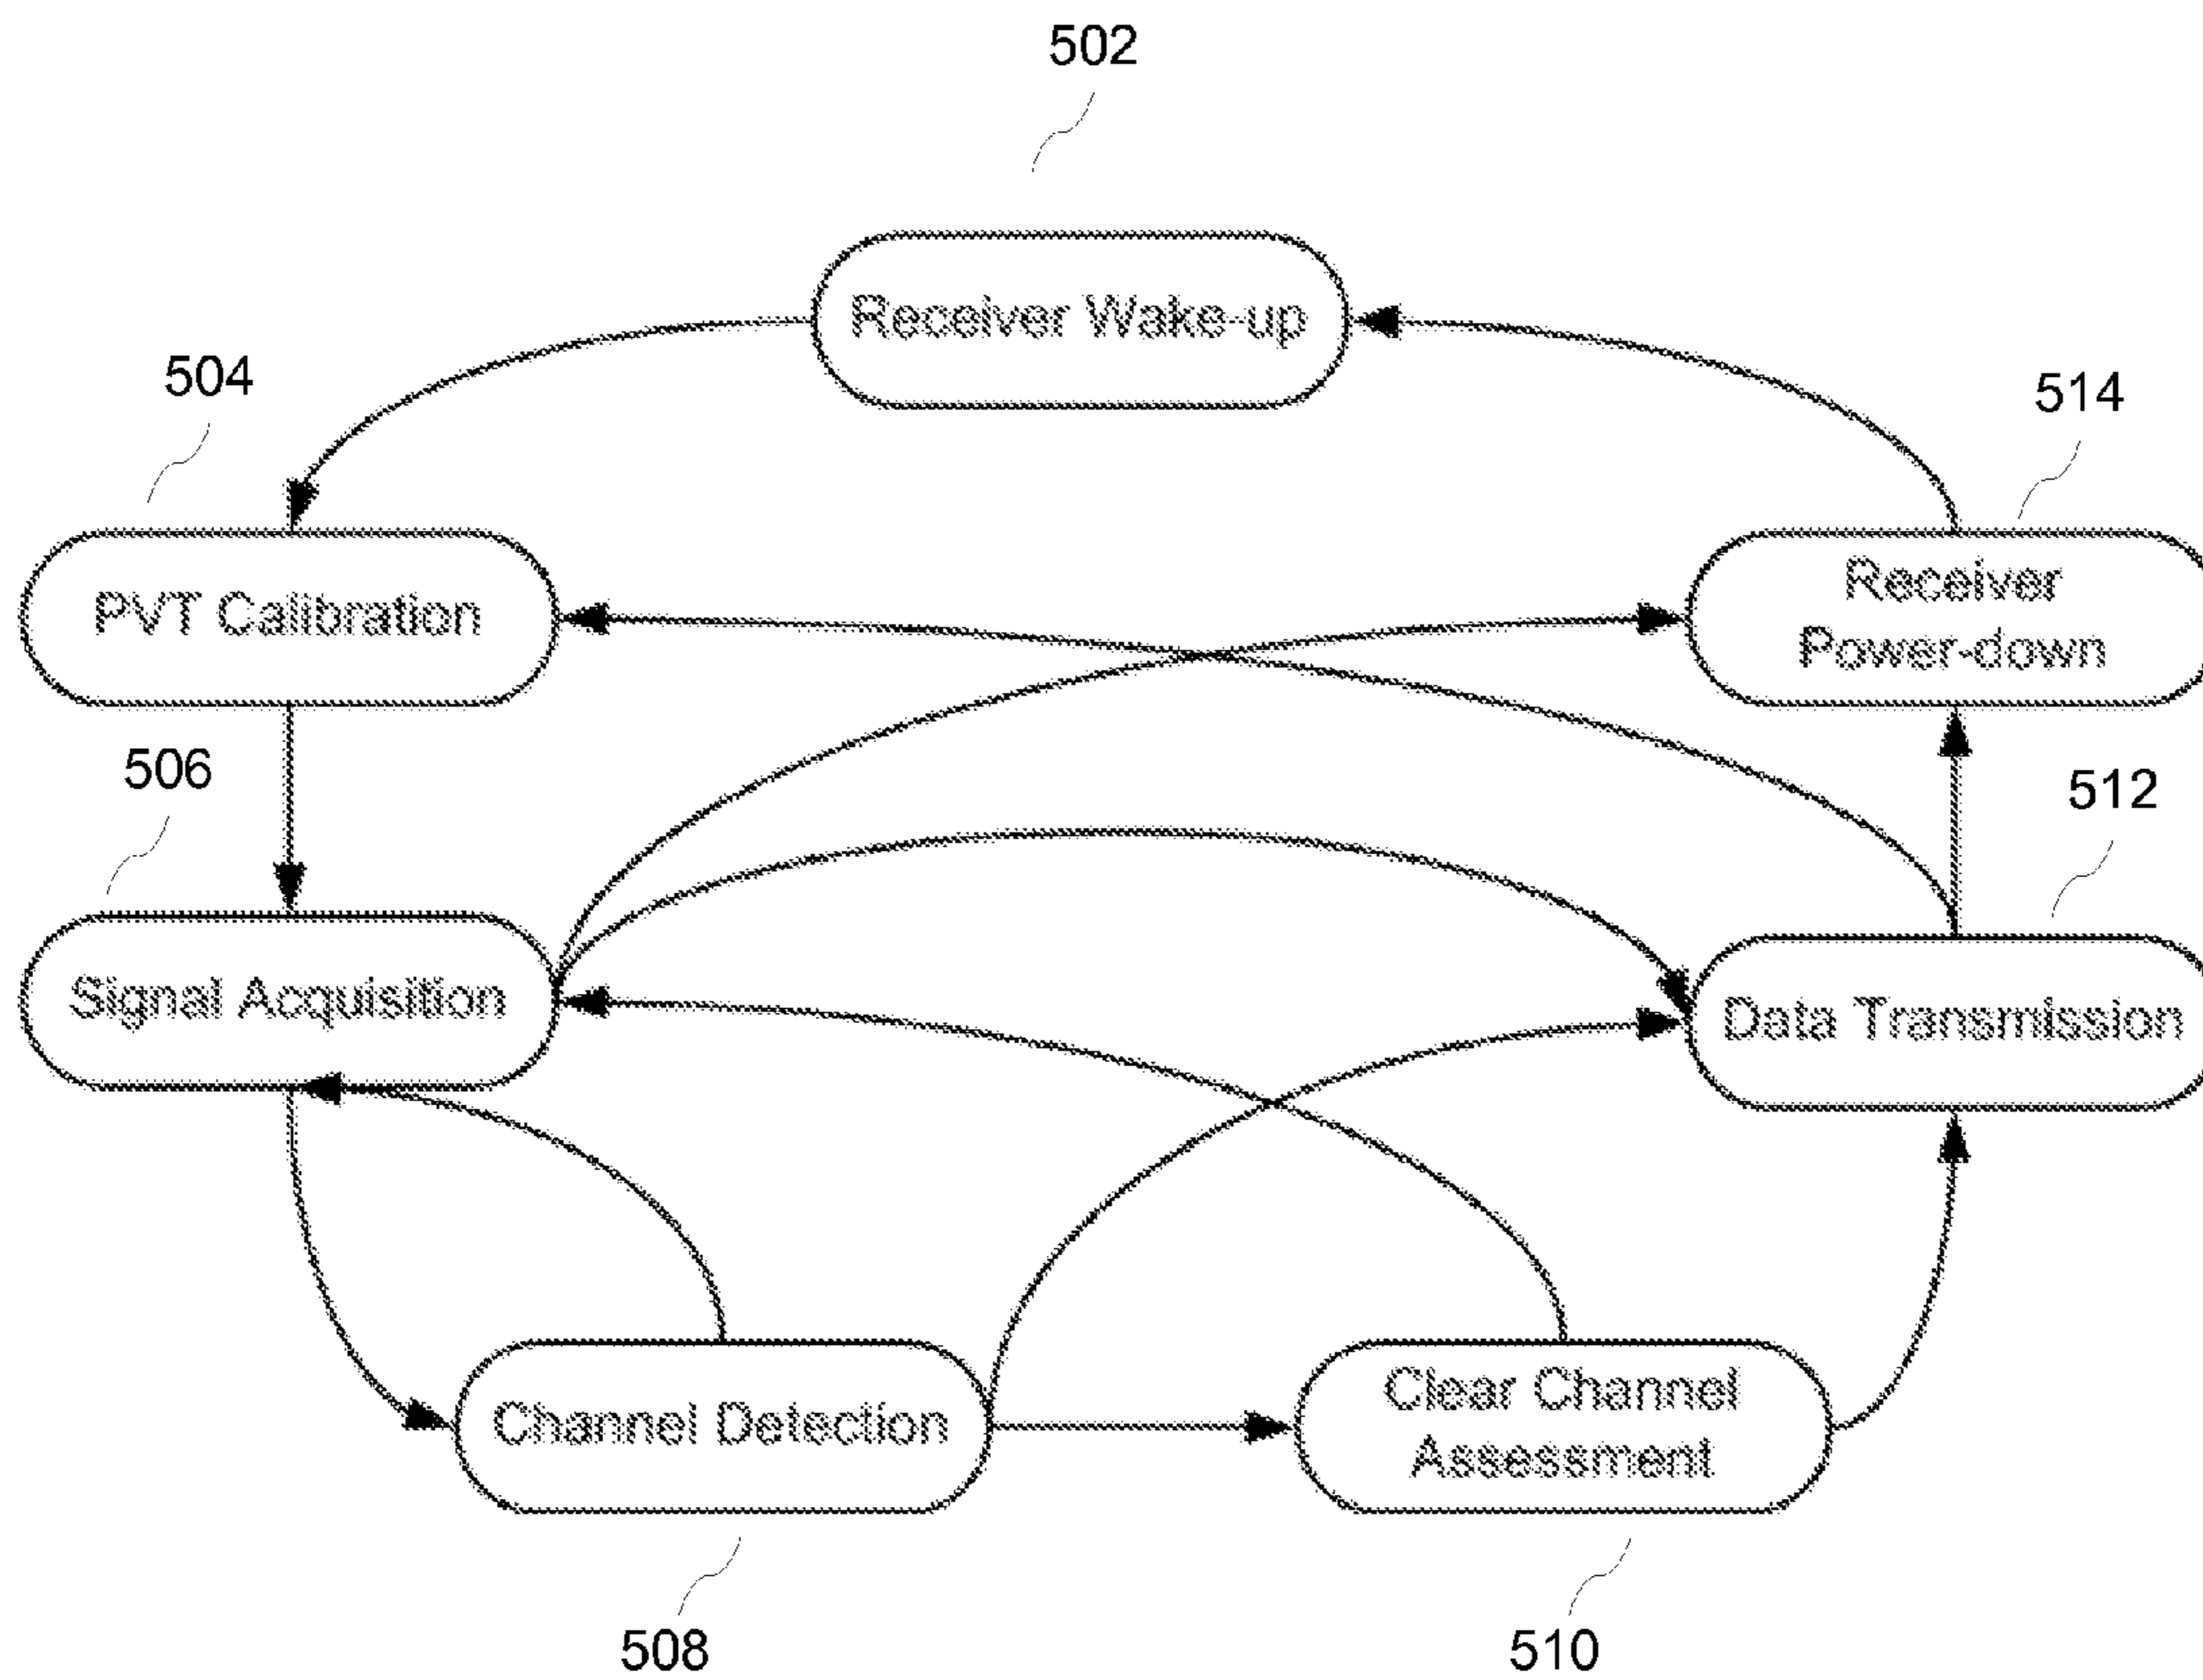 502
Receiver Wake-up
504
514
PVT Calibration
Receiver
Power-down
506
512
Signal Acquisition
Data Transmission
Channel Detection
Clear Channel
Assessment
508
510